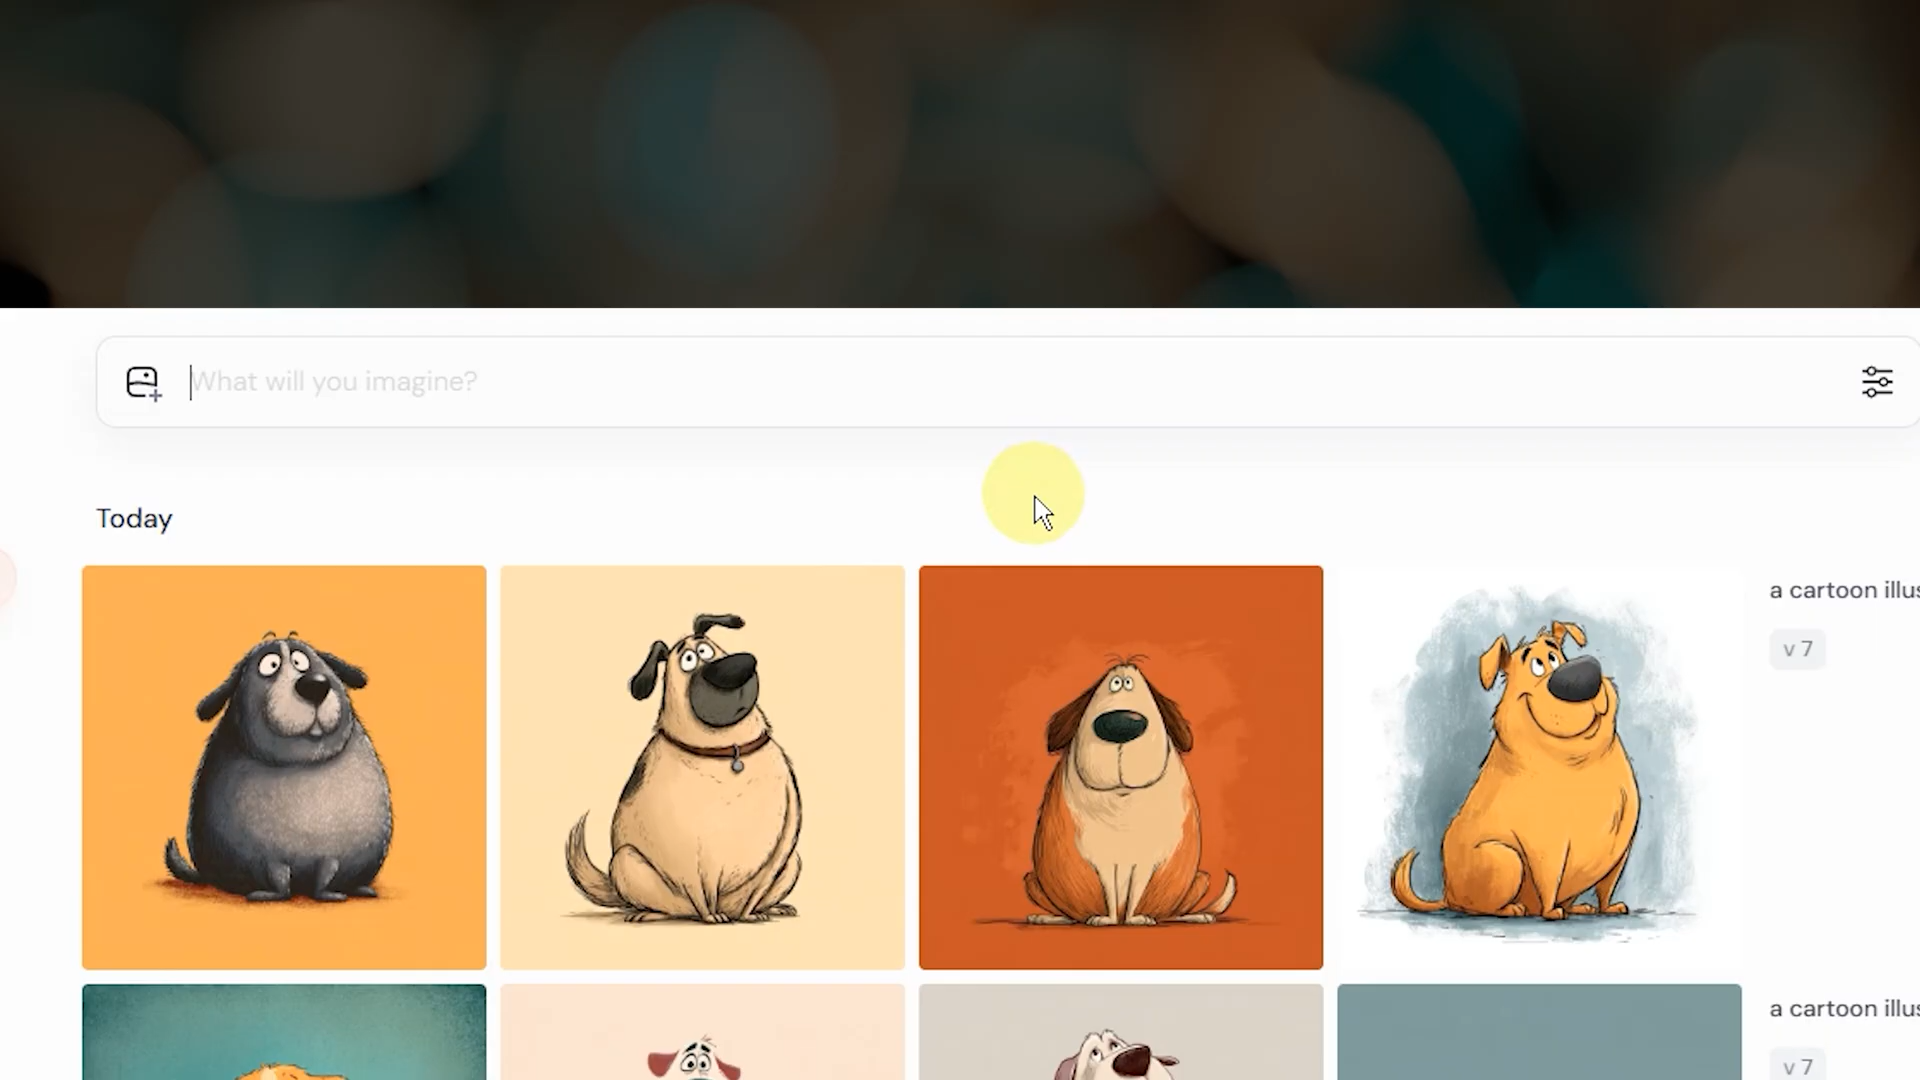 What will you imagine?
Today
a cartoon illus
v 7
a cartoon illus
v 7